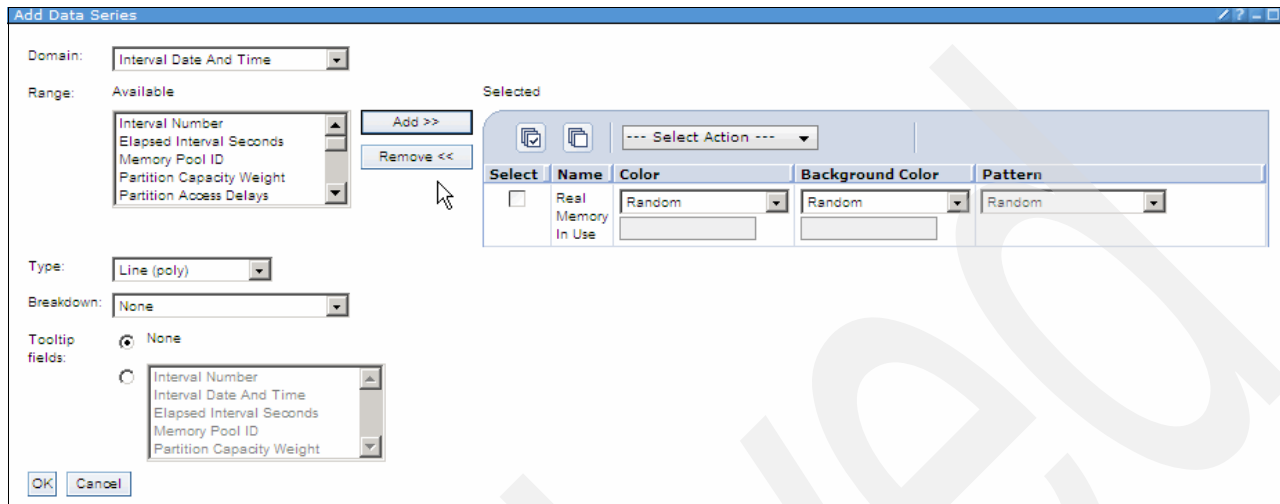 Add Data Series
Domain:
Interval Date And Time
Range:
Available
Interval Number
Elapsed Interval Seconds
Memory Pool ID
Partition Capacity Weight
Partition Access Delays
Add >>
Remove <<
Selected
--- Select Action ---
Select Name Color Background Color Pattern
Real
Memory
In Use
Random
Random
Random
Type:
Line (poly)
Breakdown:
None
Tooltip
fields:
None
Interval Number
Interval Date And Time
Elapsed Interval Seconds
Memory Pool ID
Partition Capacity Weight
OK Cancel